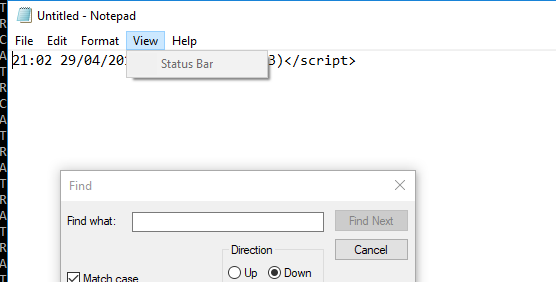 Untitled - Notepad
File Edit Format View Help
21:02 29/04/20 3)</script>
Status Bar
Find
Find what: Find Next
Cancel
Direction
Match case Up Down